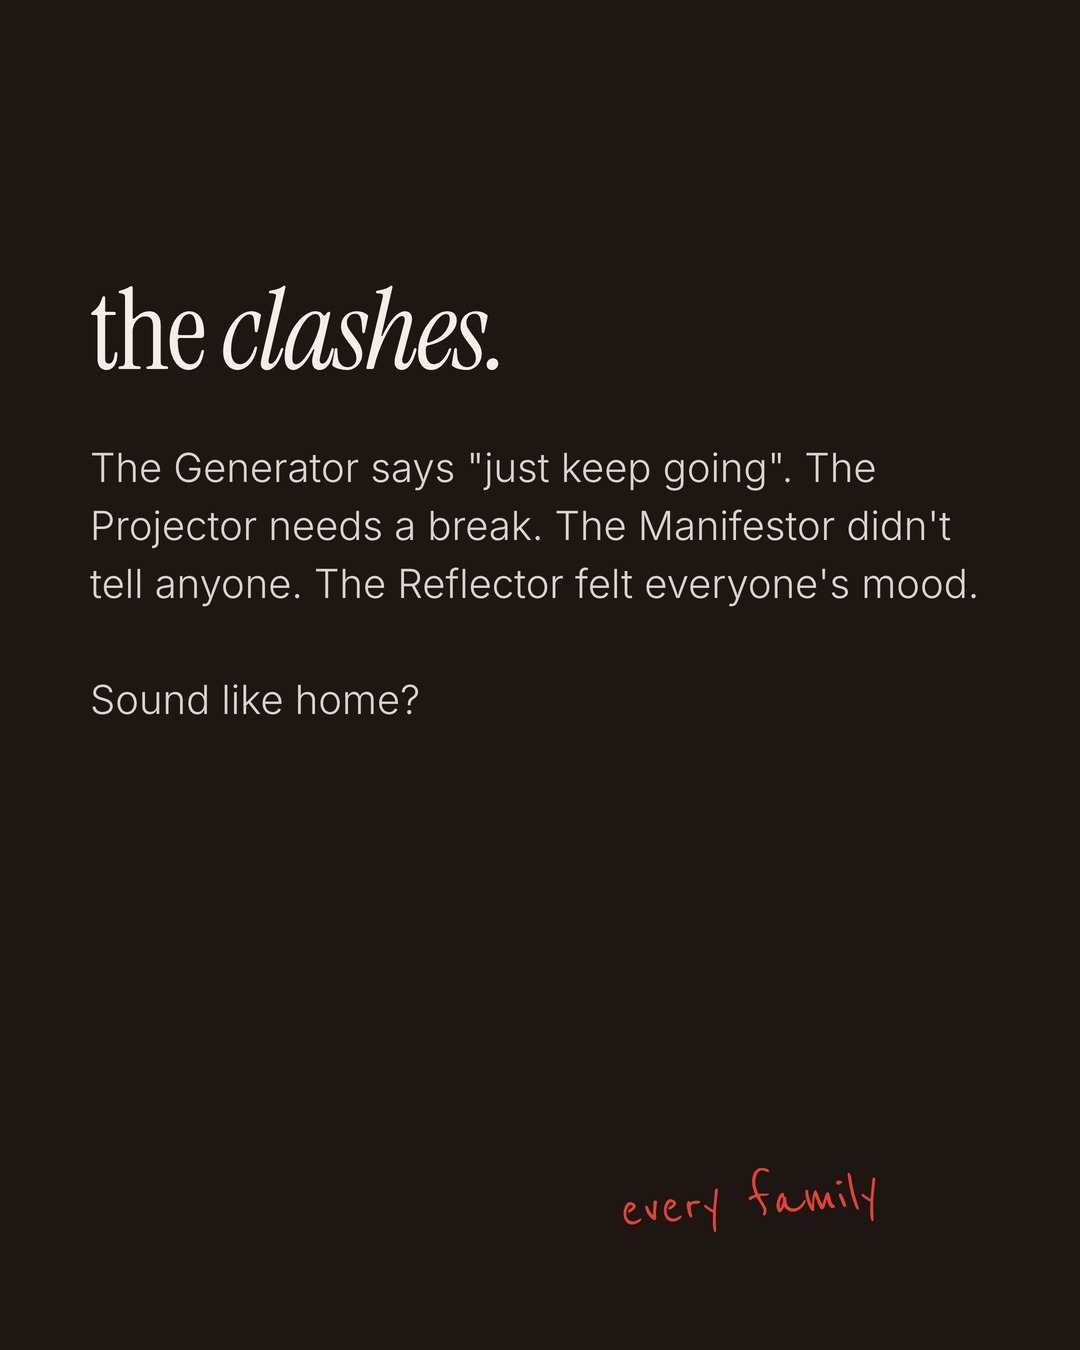 the clashes.
The Generator says "just keep going". The
Projector needs a break. The Manifestor didn't
tell anyone. The Reflector felt everyone's mood.
Sound like home?
every family